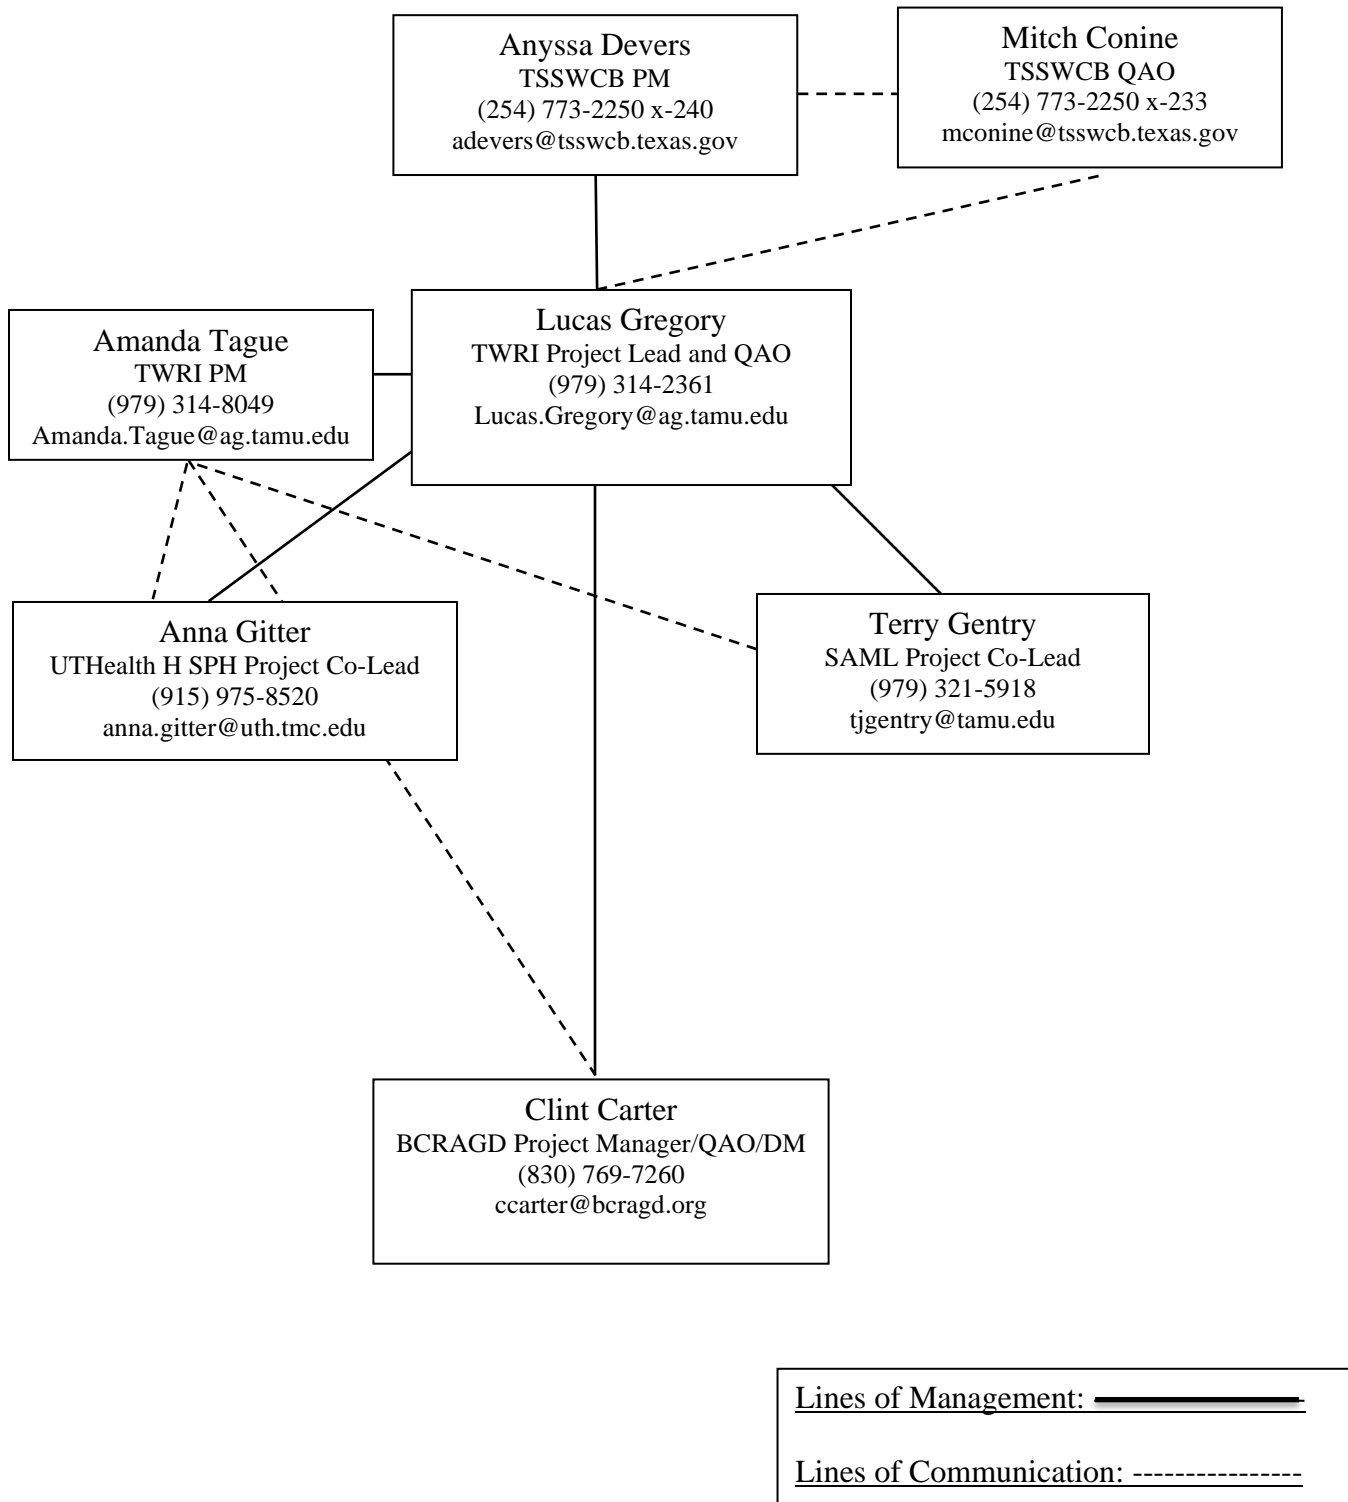 Anyssa Devers
TSSWCB PM
(254) 773-2250 x-240
adevers@tsswcb.texas.gov
Mitch Conine
TSSWCB QAO
(254) 773-2250 x-233
mconine@tsswcb.texas.gov
Lucas Gregory
TWRI Project Lead and QAO
(979) 314-2361
Lucas.Gregory@ag.tamu.edu
Amanda Tague
TWRI PM
(979) 314-8049
Amanda.Tague@ag.tamu.edu
Anna Gitter
UTHealth H SPH Project Co-Lead
(915) 975-8520
anna.gitter@uth.tmc.edu
Terry Gentry
SAML Project Co-Lead
(979) 321-5918
tjgentry@tamu.edu
Clint Carter
BCRAGD Project Manager/QAO/DM
(830) 769-7260
ccarter@bcragd.org
Lines of Management:
Lines of Communication: ----------------